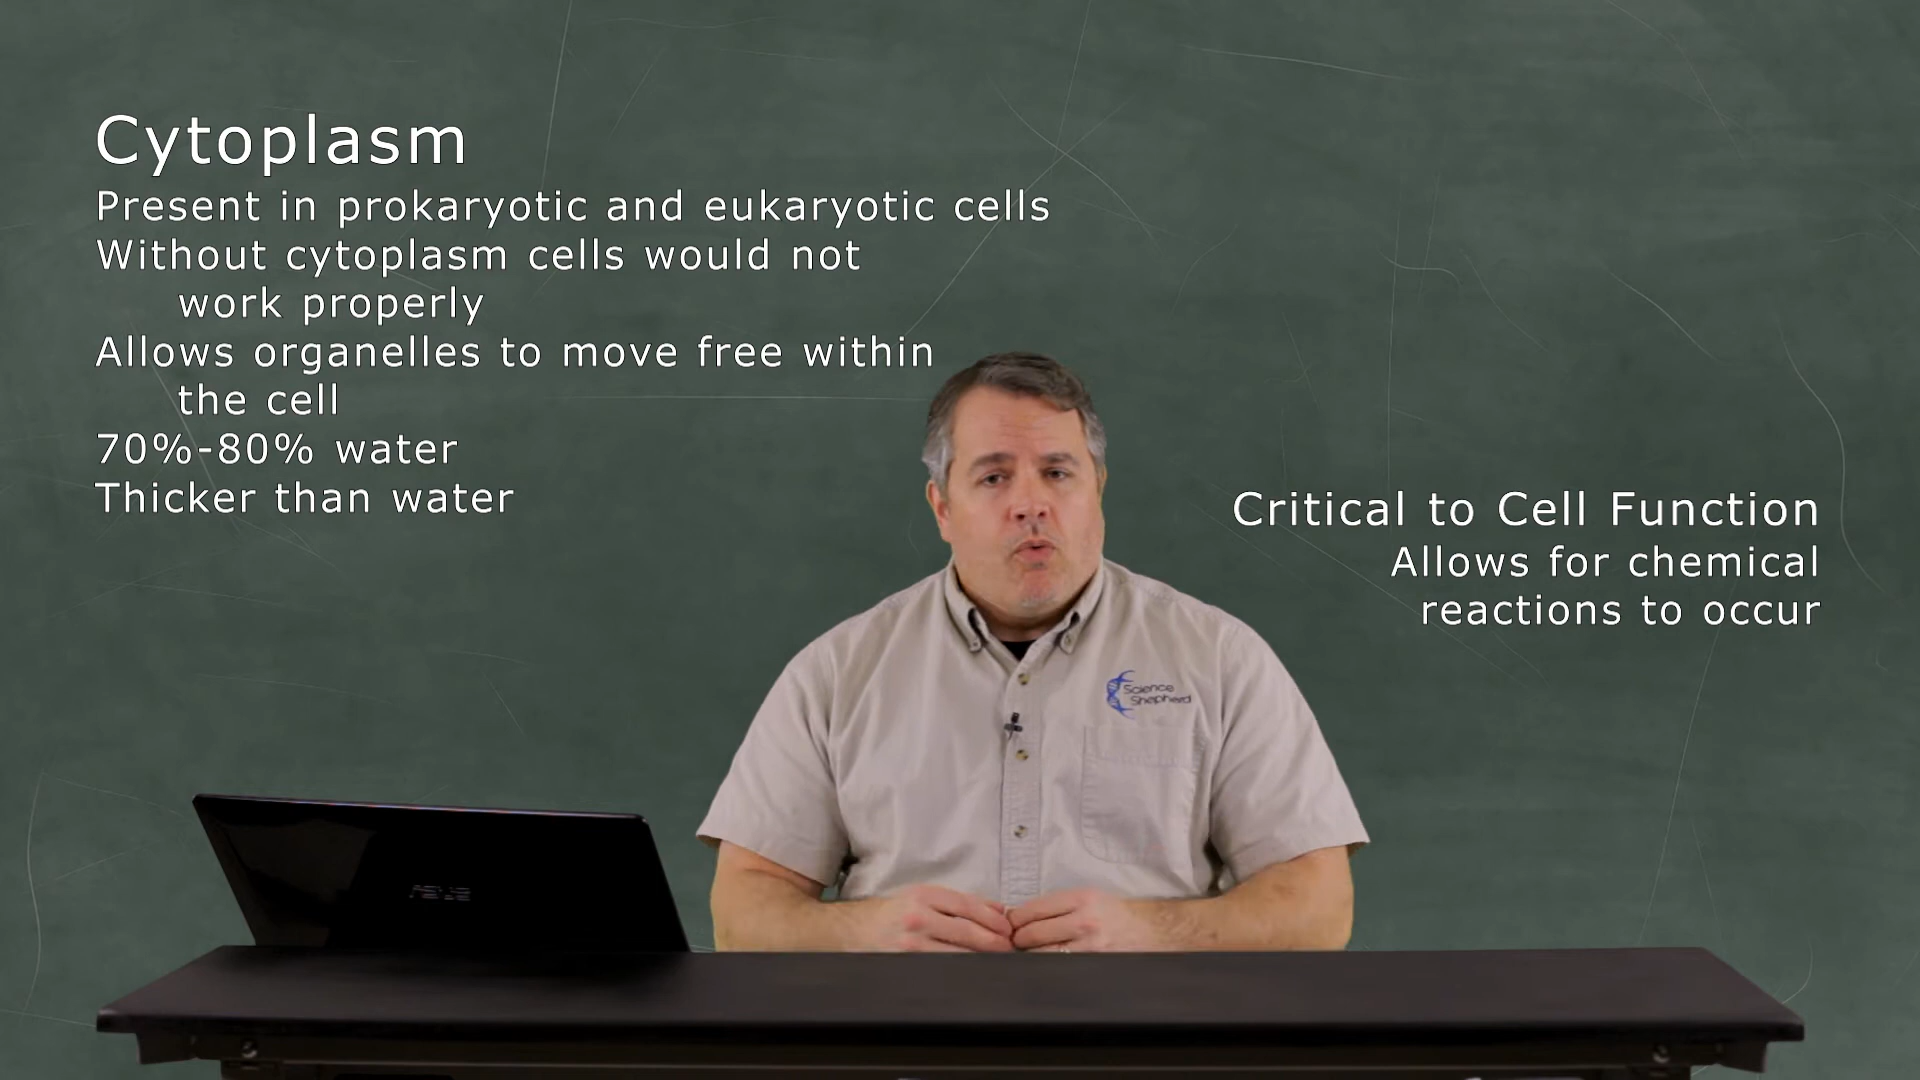 Cytoplasm
Present in prokaryotic and eukaryotic cells
Without cytoplasm cells would not
work properly
Allows organelles to move free within
the cell
70%-80% water
Thicker than water
Critical to Cell Function
Allows for chemical
reactions to occur
Science
Shepherd
ASUS